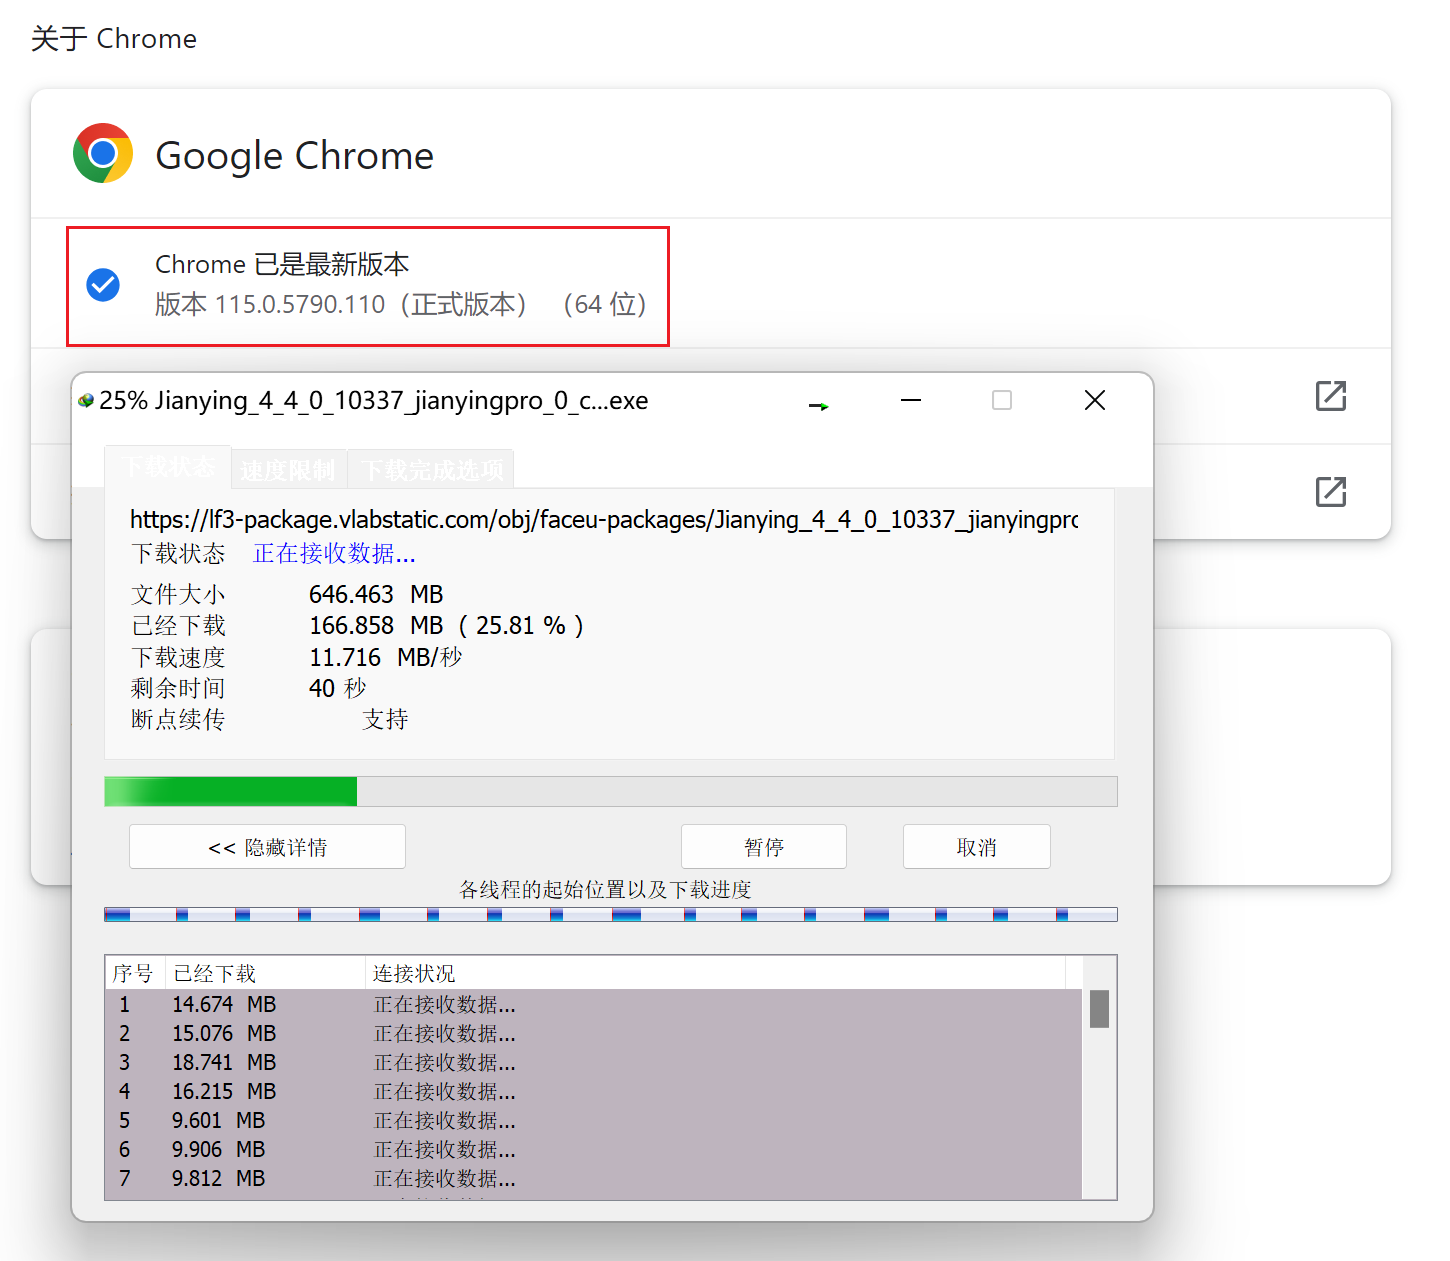 关于 Chrome
Google Chrome
Chrome 已是最新版本
版本 115.0.5790.110（正式版本） （64 位）
25% Jianying_4_4_0_10337_jianyingpro_0_c...exe
下载状态 速度限制 下载完成选项
https://lf3-package.vlabstatic.com/obj/faceu-packages/Jianying_4_4_0_10337_jianyingpro
下载状态 正在接收数据...
文件大小 646.463 MB
已经下载 166.858 MB ( 25.81 % )
下载速度 11.716 MB/秒
剩余时间 40 秒
断点续传 支持
<< 隐藏详情 暂停 取消
各线程的起始位置以及下载进度
序号 已经下载 连接状况
1 14.674 MB 正在接收数据...
2 15.076 MB 正在接收数据...
3 18.741 MB 正在接收数据...
4 16.215 MB 正在接收数据...
5 9.601 MB 正在接收数据...
6 9.906 MB 正在接收数据...
7 9.812 MB 正在接收数据...